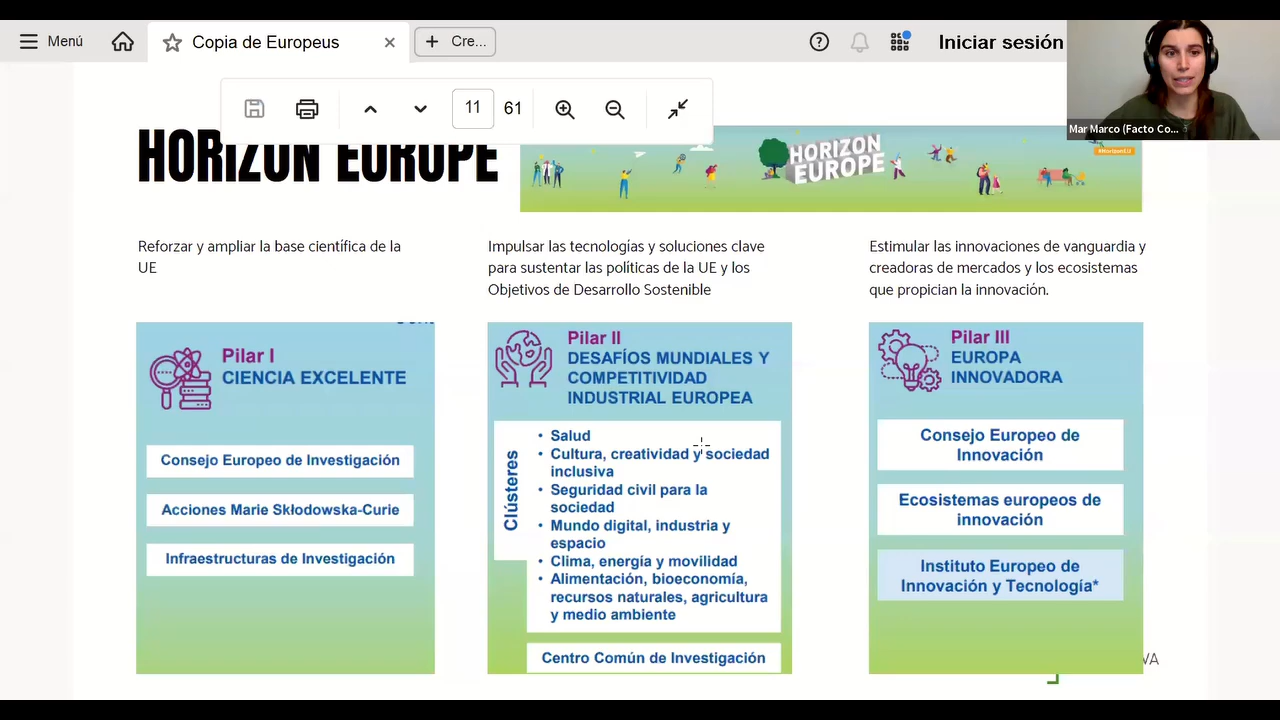 Menú
Copia de Europeus
Cre...
Iniciar sesión
Mar Marco (Facto Co...
11
61
HORIZON EUROPE
HORIZON
EUROPE
#HorizonEU
Reforzar y ampliar la base científica de la
UE
Impulsar las tecnologías y soluciones clave
para sustentar las políticas de la UE y los
Objetivos de Desarrollo Sostenible
Estimular las innovaciones de vanguardia y
creadoras de mercados y los ecosistemas
que propician la innovación.
Pilar I
CIENCIA EXCELENTE
Consejo Europeo de Investigación
Acciones Marie Skłodowska-Curie
Infraestructuras de Investigación
Pilar II
DESAFÍOS MUNDIALES Y
COMPETITIVIDAD
INDUSTRIAL EUROPEA
Clústeres
• Salud
• Cultura, creatividad y sociedad
inclusiva
• Seguridad civil para la
sociedad
• Mundo digital, industria y
espacio
• Clima, energía y movilidad
• Alimentación, bioeconomía,
recursos naturales, agricultura
y medio ambiente
Centro Común de Investigación
Pilar III
EUROPA
INNOVADORA
Consejo Europeo de
Innovación
Ecosistemas europeos de
innovación
Instituto Europeo de
Innovación y Tecnología*
VA